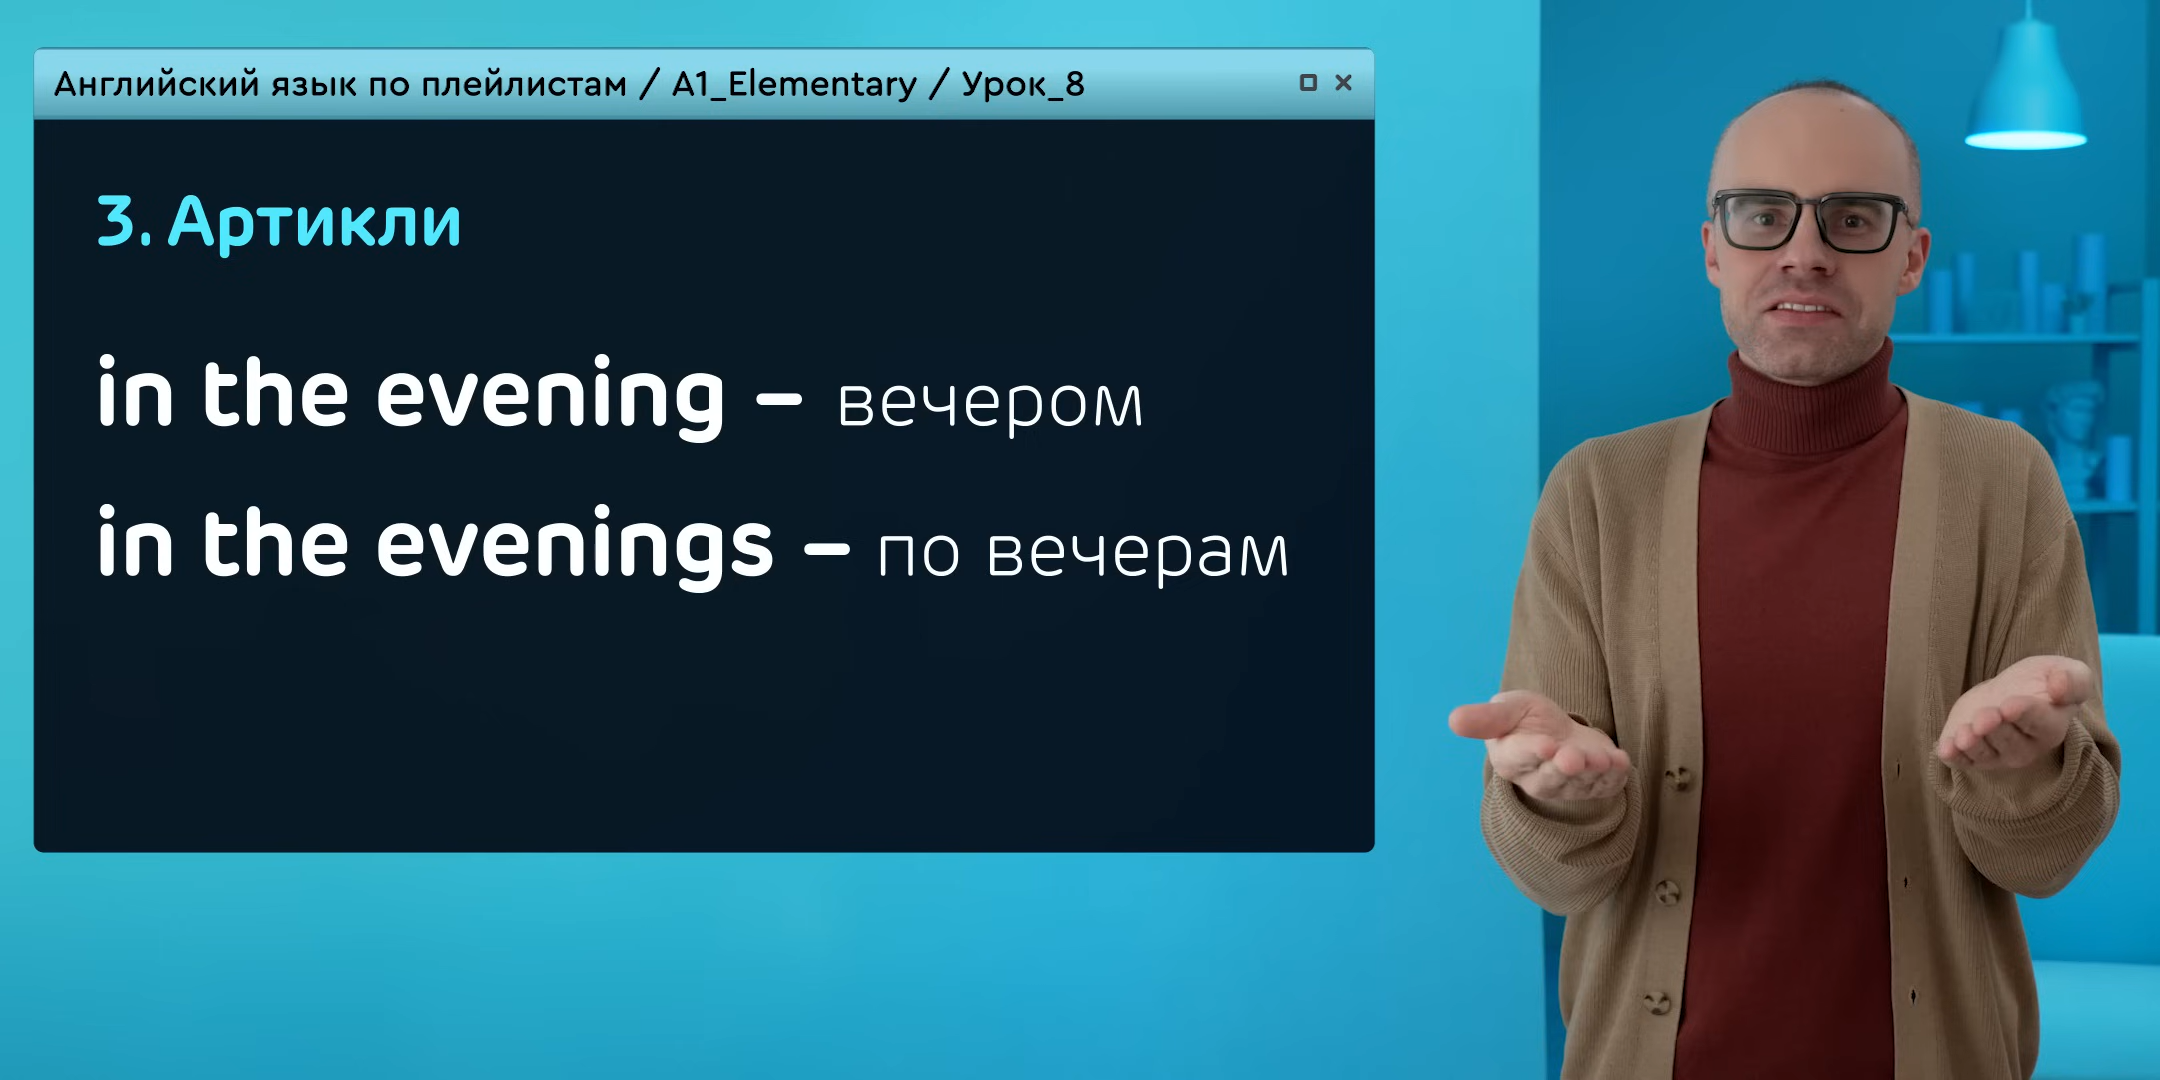 Английский язык по плейлистам / A1_Elementary / Урок_8
3. Артикли
in the evening – вечером
in the evenings – по вечерам